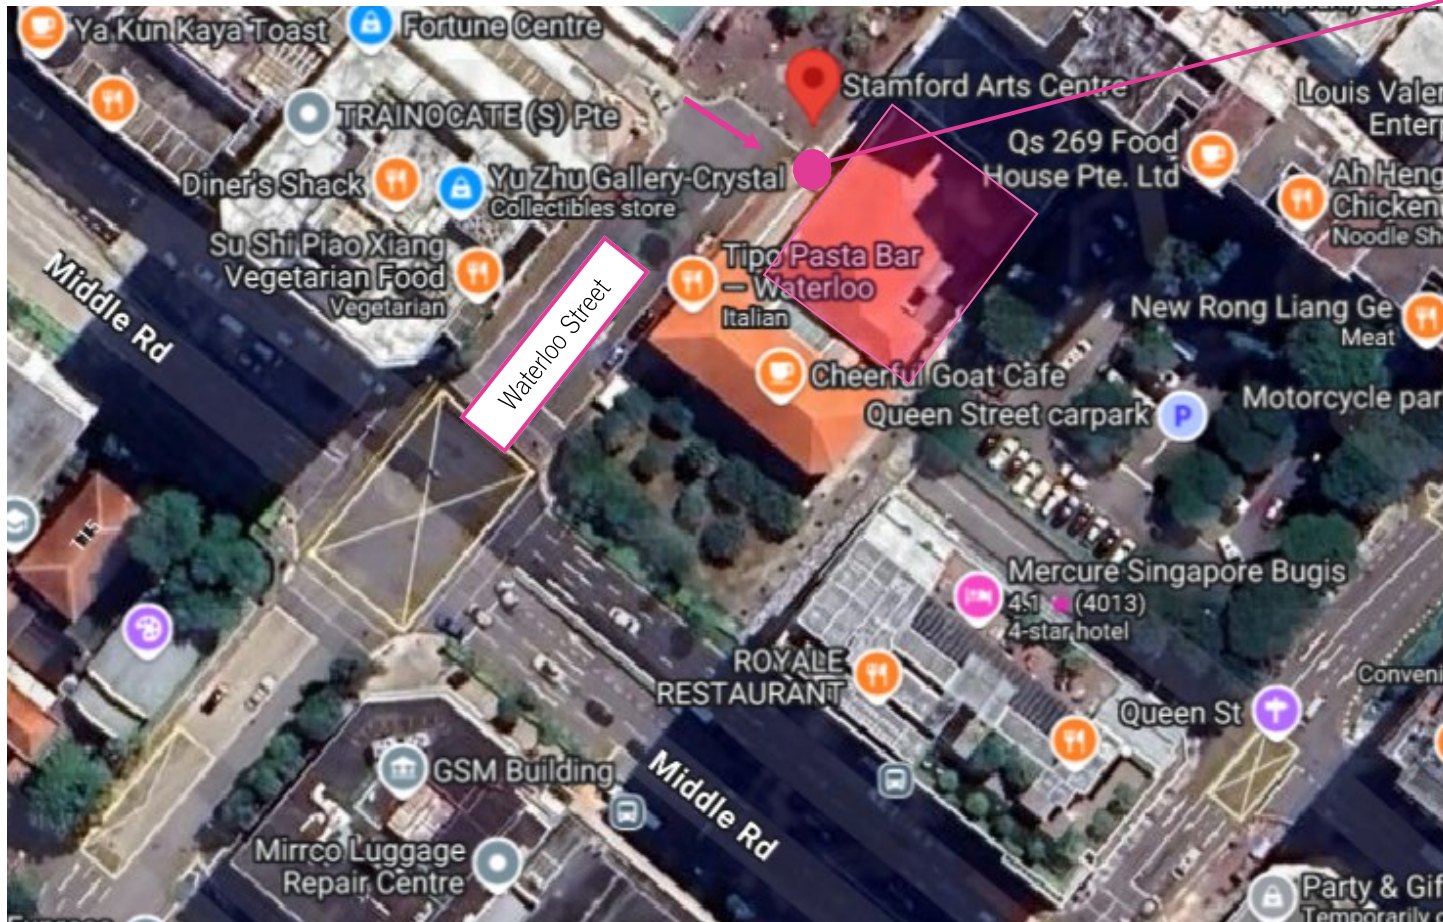 Ya Kun Kaya Toast
Fortune Centre
Stamford Arts Centre
TRAINOCATE (S) Pte
Louis Valer
Enterp
Qs 269 Food
House Pte. Ltd
Diner's Shack
Yu Zhu Gallery-Crystal
Collectibles store
Ah Heng
Chicken
Noodle Sh
Su Shi Piao Xiang
Vegetarian Food
Vegetarian
Tipo Pasta Bar
— Waterloo
Italian
Middle Rd
Waterloo Street
New Rong Liang Ge
Meat
Cheerful Goat Cafe
Queen Street carpark
P
Motorcycle par
Mercure Singapore Bugis
4.1 (4013)
4-star hotel
ROYALE
RESTAURANT
Conveni
Queen St
GSM Building
Middle Rd
Mirrco Luggage
Repair Centre
Party & Gif